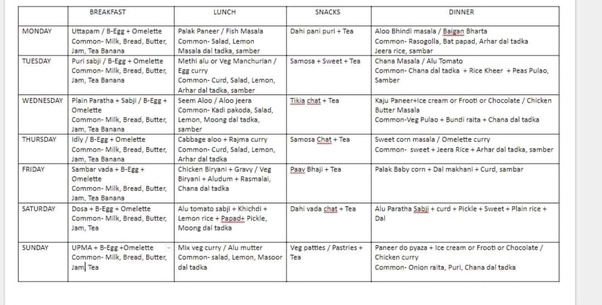 BREAKFAST LUNCH SNACKS DINNER
MONDAY
Uttapam / B-Egg + Omelette
Common- Milk, Bread, Butter,
Jam, Tea Banana
Palak Paneer / Fish Masala
Common- Salad, Lemon
Masala dal tadka, samber
Dahi pani puri + Tea
Aloo Bhindi masala / Baigan Bharta
Common- Rasogolla, Bat papad, Arhar dal tadka
Jeera rice, sambar
TUESDAY
Puri sabji / B-Egg + Omelette
Common- Milk, Bread, Butter,
Jam, Tea Banana
Methi alu or Veg Manchurian /
Egg curry
Common- Curd, Salad, Lemon,
Arhar dal tadka, samber
Samosa + Sweet + Tea
Chana Masala / Alu Tomato
Common- Chana dal tadka + Rice Kheer + Peas Pulao,
Samber
WEDNESDAY
Plain Paratha + Sabji / B-Egg +
Omelette
Common- Milk, Bread, Butter,
Jam, Tea Banana
Seem Aloo / Aloo jeera
Common- Kadi pakoda, Salad,
Lemon, Moong dal tadka,
samber
Tikia chat + Tea
Kaju Paneer+Ice cream or Frooti or Chocolate / Chicken
Butter Masala
Common-Veg Pulao + Bundi raita + Chana dal tadka
THURSDAY
Idly / B-Egg + Omelette
Common- Milk, Bread, Butter,
Jam, Tea Banana
Cabbage aloo + Rajma curry
Common- Curd, Salad, Lemon,
Arhar dal tadka
Samosa Chat + Tea
Sweet corn masala / Omelette curry
Common- sweet + Jeera Rice + Arhar dal tadka, sambar
FRIDAY
Sambar vada + B-Egg +
Omelette
Common- Milk, Bread, Butter,
Jam, Tea Banana
Chicken Biryani + Gravy / Veg
Biryani + Aludum + Rasmalai,
Chana dal tadka
Paav Bhaji + Tea
Palak Baby corn + Dal makhani + Curd, sambar
SATURDAY
Dosa + B-Egg + Omelette
Common- Milk, Bread, Butter,
Jam, Tea
Alu tomato sabji + Khichdi +
Lemon rice + Papad+ Pickle,
Moong dal tadka
Dahi vada chat + Tea
Alu Paratha Sabji + curd + Pickle + Sweet + Plain rice +
Dal
SUNDAY
UPMA + B-Egg +Omelette
Common- Milk, Bread, Butter,
Jam, Tea
Mix veg curry / Alu mutter
Common- salad, Lemon, Masoor
dal tadka
Veg patties / Pastries +
Tea
Paneer do pyaza + Ice cream or Frooti or Chocolate /
Chicken curry
Common- Onion raita, Puri, Chana dal tadka